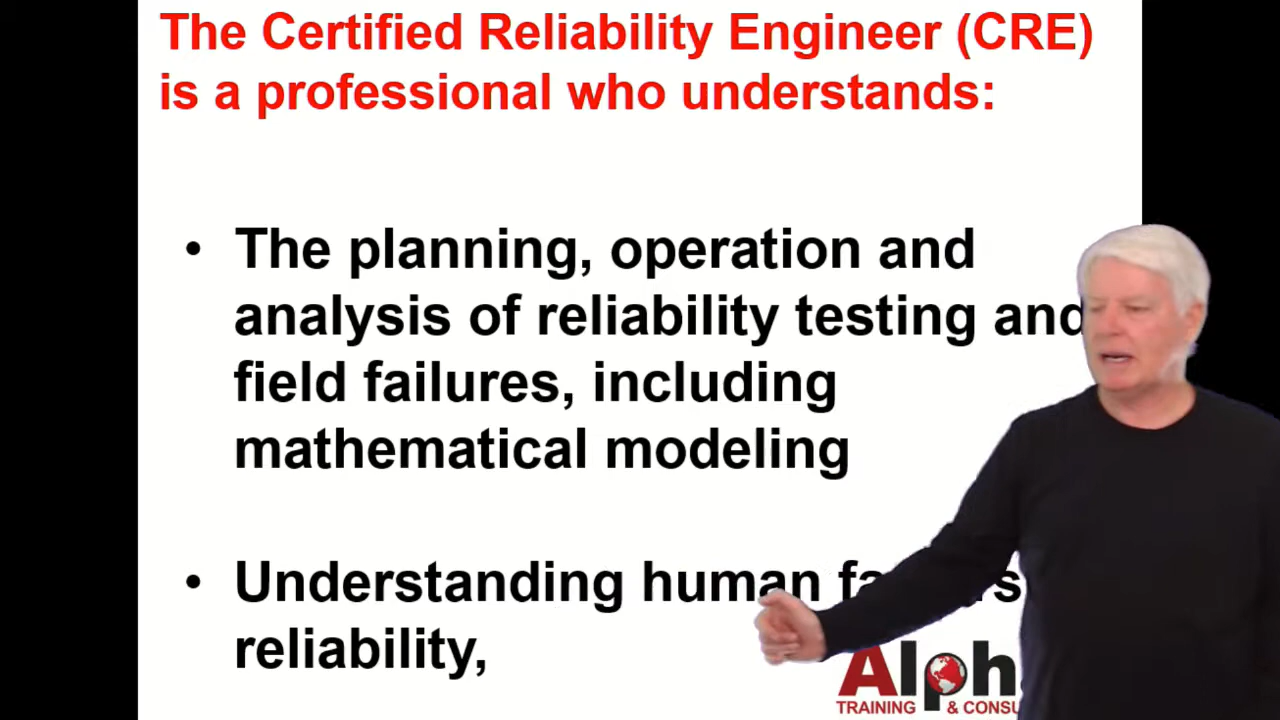 The Certified Reliability Engineer (CRE)
is a professional who understands:
• The planning, operation and
analysis of reliability testing and
field failures, including
mathematical modeling
• Understanding human
reliability,
TRAINING &